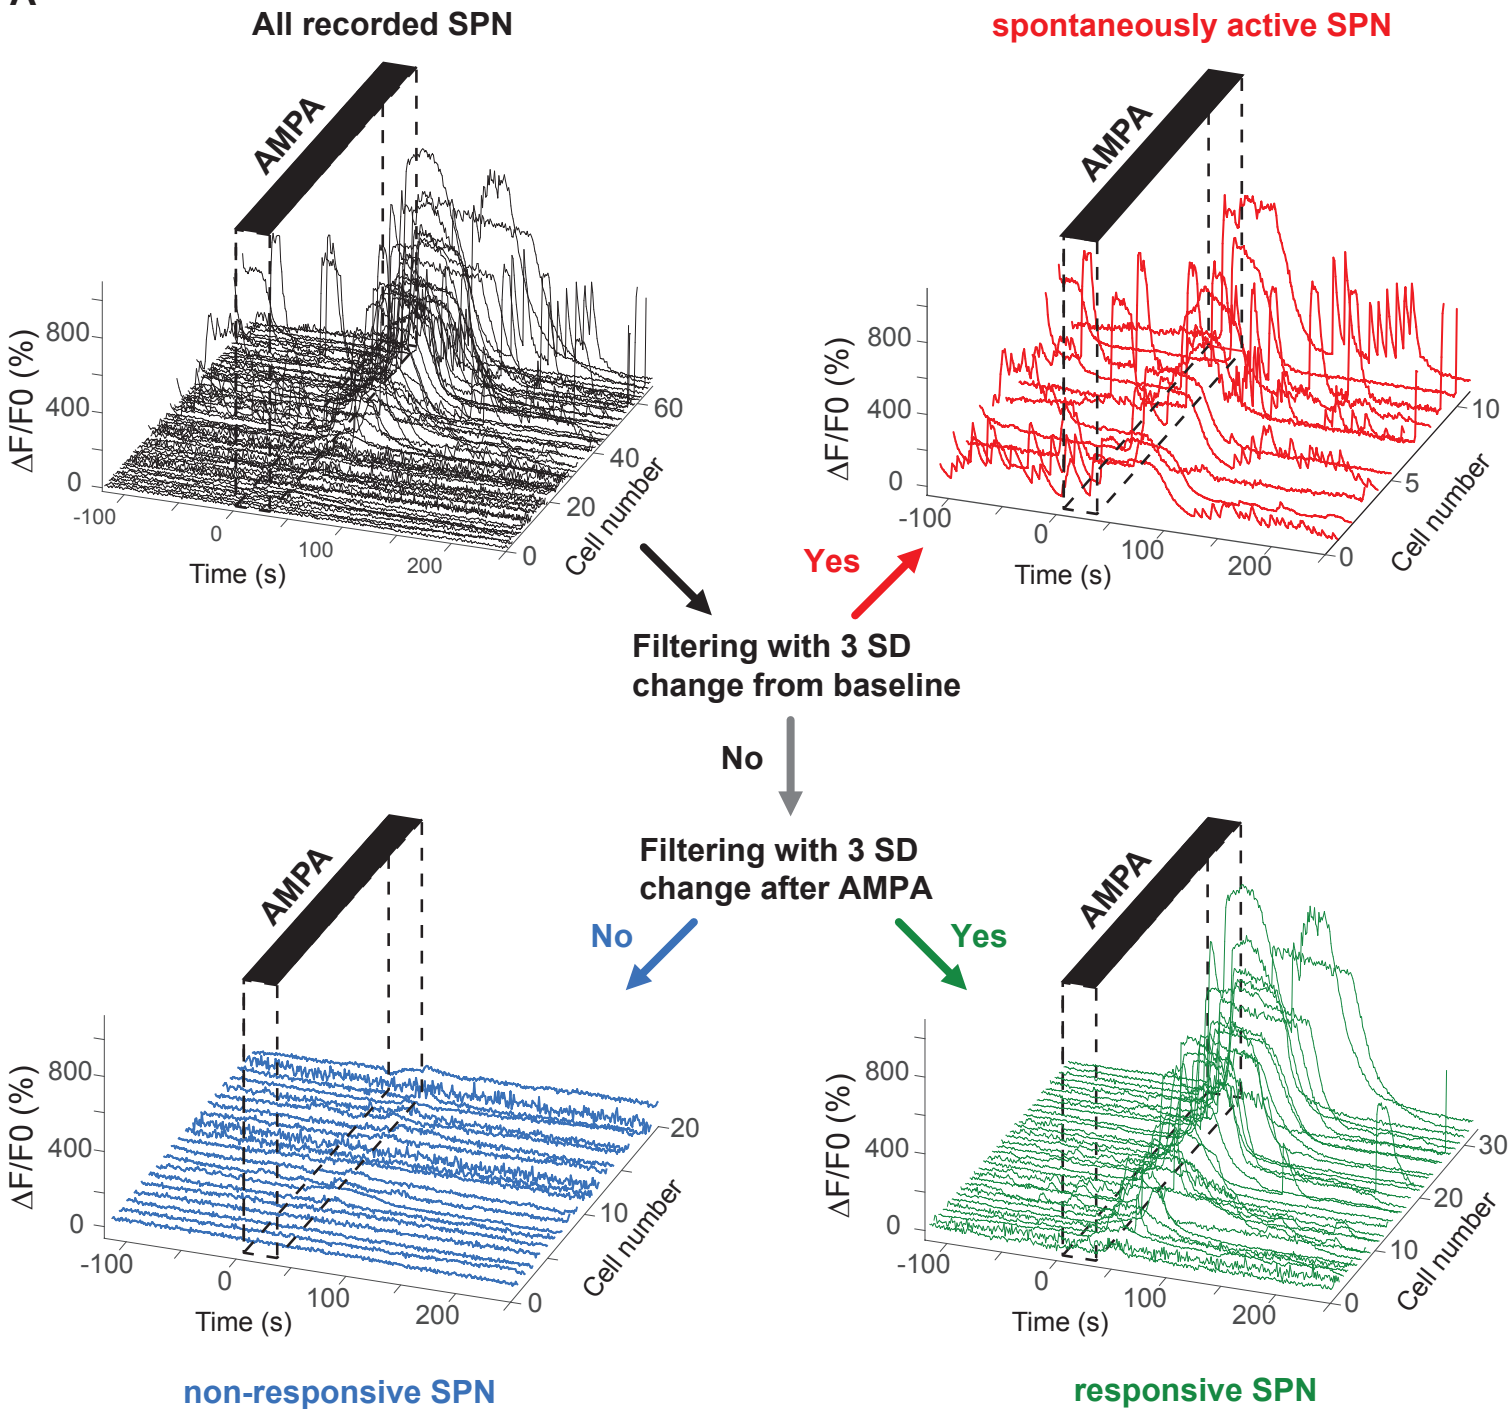 A
All recorded SPN
spontaneously active SPN
AMPA
AMPA
ΔF/F0 (%)
800
400
0
-100
0
100
200
Time (s)
0
20
40
60
Cell number
ΔF/F0 (%)
800
400
0
-100
0
100
200
Time (s)
0
5
10
Cell number
Yes
Filtering with 3 SD
change from baseline
No
Filtering with 3 SD
change after AMPA
No
Yes
AMPA
AMPA
ΔF/F0 (%)
800
400
0
-100
0
100
200
Time (s)
0
10
20
Cell number
ΔF/F0 (%)
800
400
0
-100
0
100
200
Time (s)
0
10
20
30
Cell number
non-responsive SPN
responsive SPN